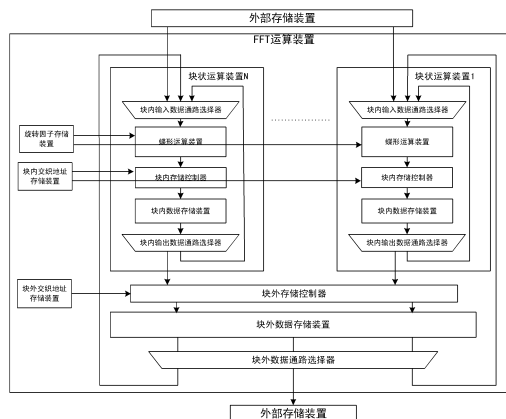 外部存储装置
FFT运算装置
块状运算装置N
块状运算装置1
块内输入数据通路选择器
块内输入数据通路选择器
旋转因子存储
装置
蝶形运算装置
蝶形运算装置
块内交织地址
存储装置
块内存储控制器
块内存储控制器
块内数据存储装置
块内数据存储装置
块内输出数据通路选择器
块内输出数据通路选择器
块外交织地址
存储装置
块外存储控制器
块外数据存储装置
块外数据通路选择器
外部存储装置